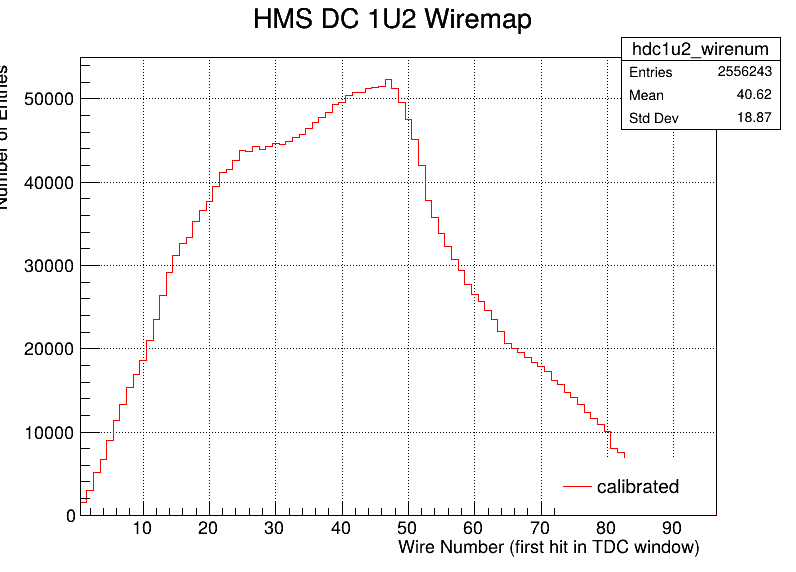 HMS DC 1U2 Wiremap
hdc1u2_wirenum
Entries 2556243
Mean 40.62
Std Dev 18.87
Number of Entries
50000
40000
30000
20000
10000
0
calibrated
10 20 30 40 50 60 70 80 90
Wire Number (first hit in TDC window)